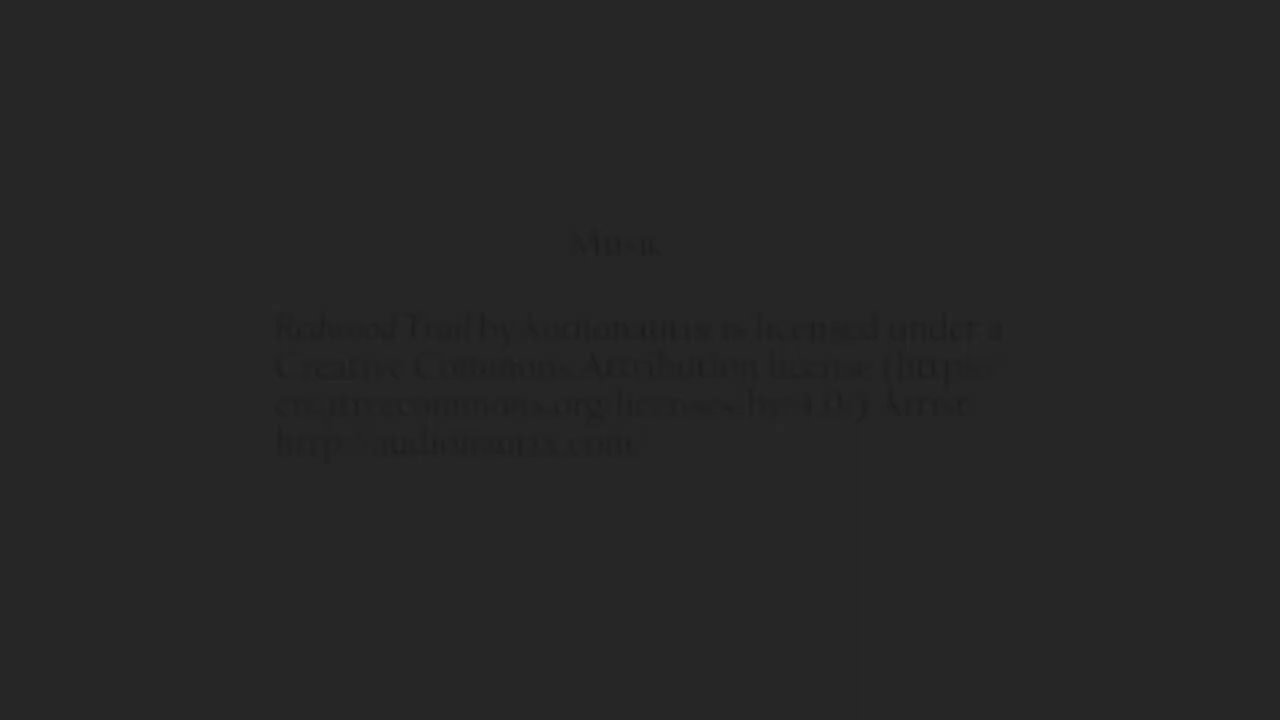 Music
Redwood Trail by Audionautix is licensed under a
Creative Commons Attribution license (https:/
creativecommons.org/licenses/by/4.0/) Artist:
http://audionautix.com/